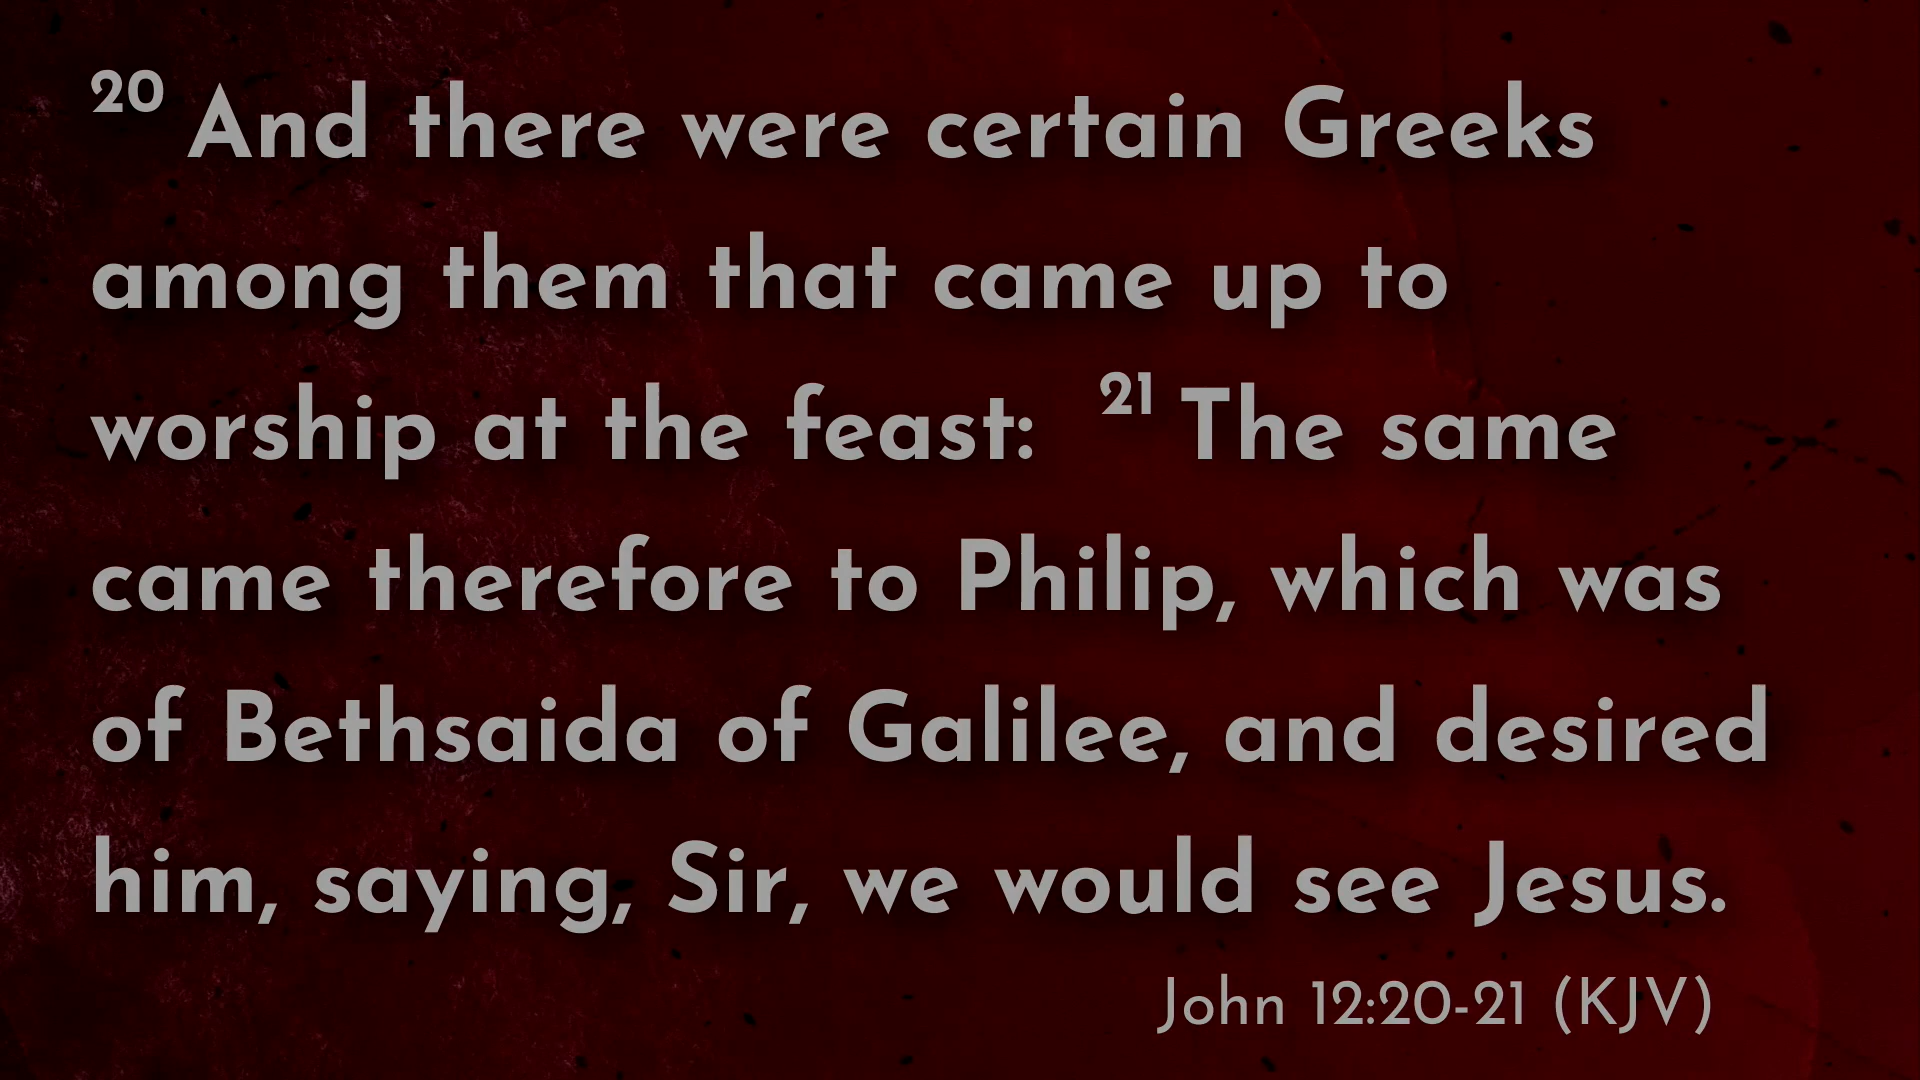 20 And there were certain Greeks
among them that came up to
worship at the feast: 21 The same
came therefore to Philip, which was
of Bethsaida of Galilee, and desired
him, saying, Sir, we would see Jesus.
John 12:20-21 (KJV)